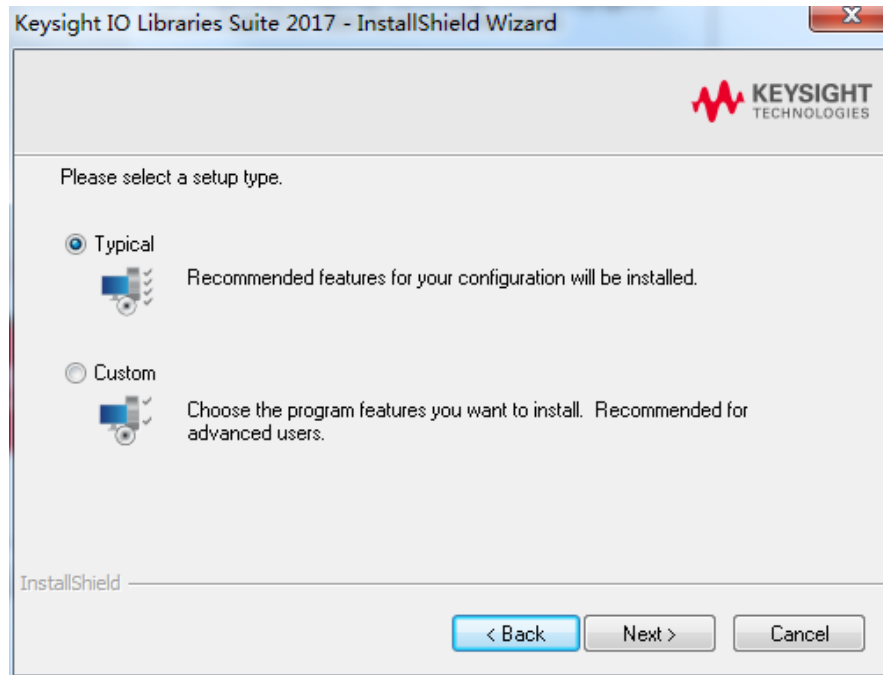 Keysight IO Libraries Suite 2017 - InstallShield Wizard
KEYSIGHT
TECHNOLOGIES
Please select a setup type.
Typical
Recommended features for your configuration will be installed.
Custom
Choose the program features you want to install.  Recommended for
advanced users.
InstallShield
< Back
Next >
Cancel